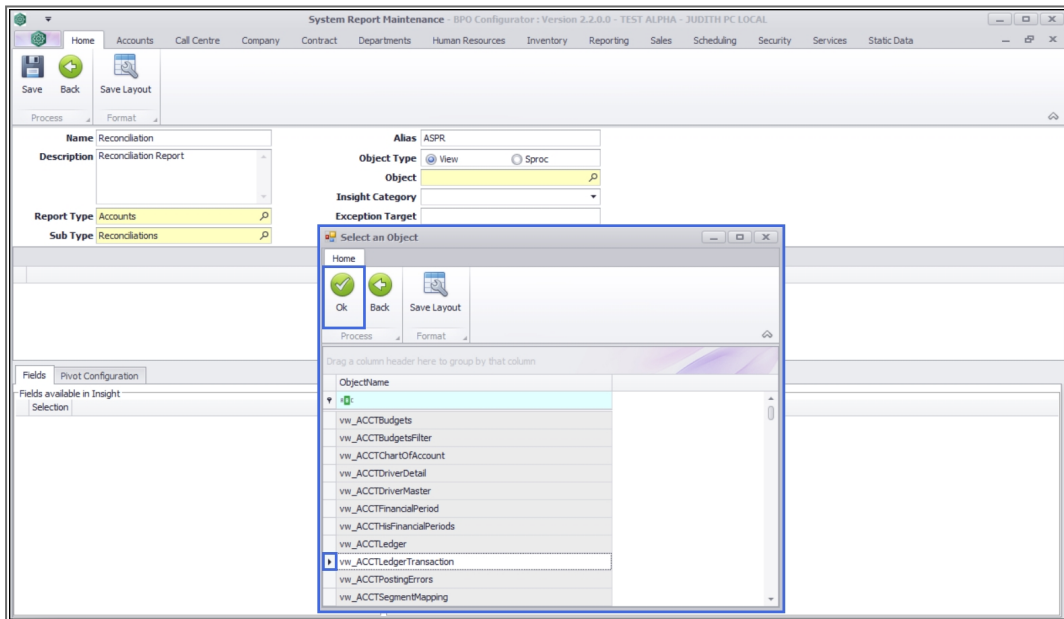 System Report Maintenance - BPO Configurator : Version 2.2.0.0 - TEST ALPHA - JUDITH PC LOCAL
Home Accounts Call Centre Company Contract Departments Human Resources Inventory Reporting Sales Scheduling Security Services Static Data
Save Back Save Layout
Process Format
Name Reconciliation Alias ASPR
Description Reconciliation Report Object Type View Sproc
Object
Insight Category
Report Type Accounts Exception Target
Sub Type Reconciliations
Select an Object
Home
Ok Back Save Layout
Process Format
Drag a column header here to group by that column
ObjectName
vw_ACCTBudgets
vw_ACCTBudgetsFilter
vw_ACCTChartOfAccount
vw_ACCTDriverDetail
vw_ACCTDriverMaster
vw_ACCTFinancialPeriod
vw_ACCTHisFinancialPeriods
vw_ACCTLedger
vw_ACCTLedgerTransaction
vw_ACCTPostingErrors
vw_ACCTSegmentMapping
Fields Pivot Configuration
Fields available in Insight
Selection